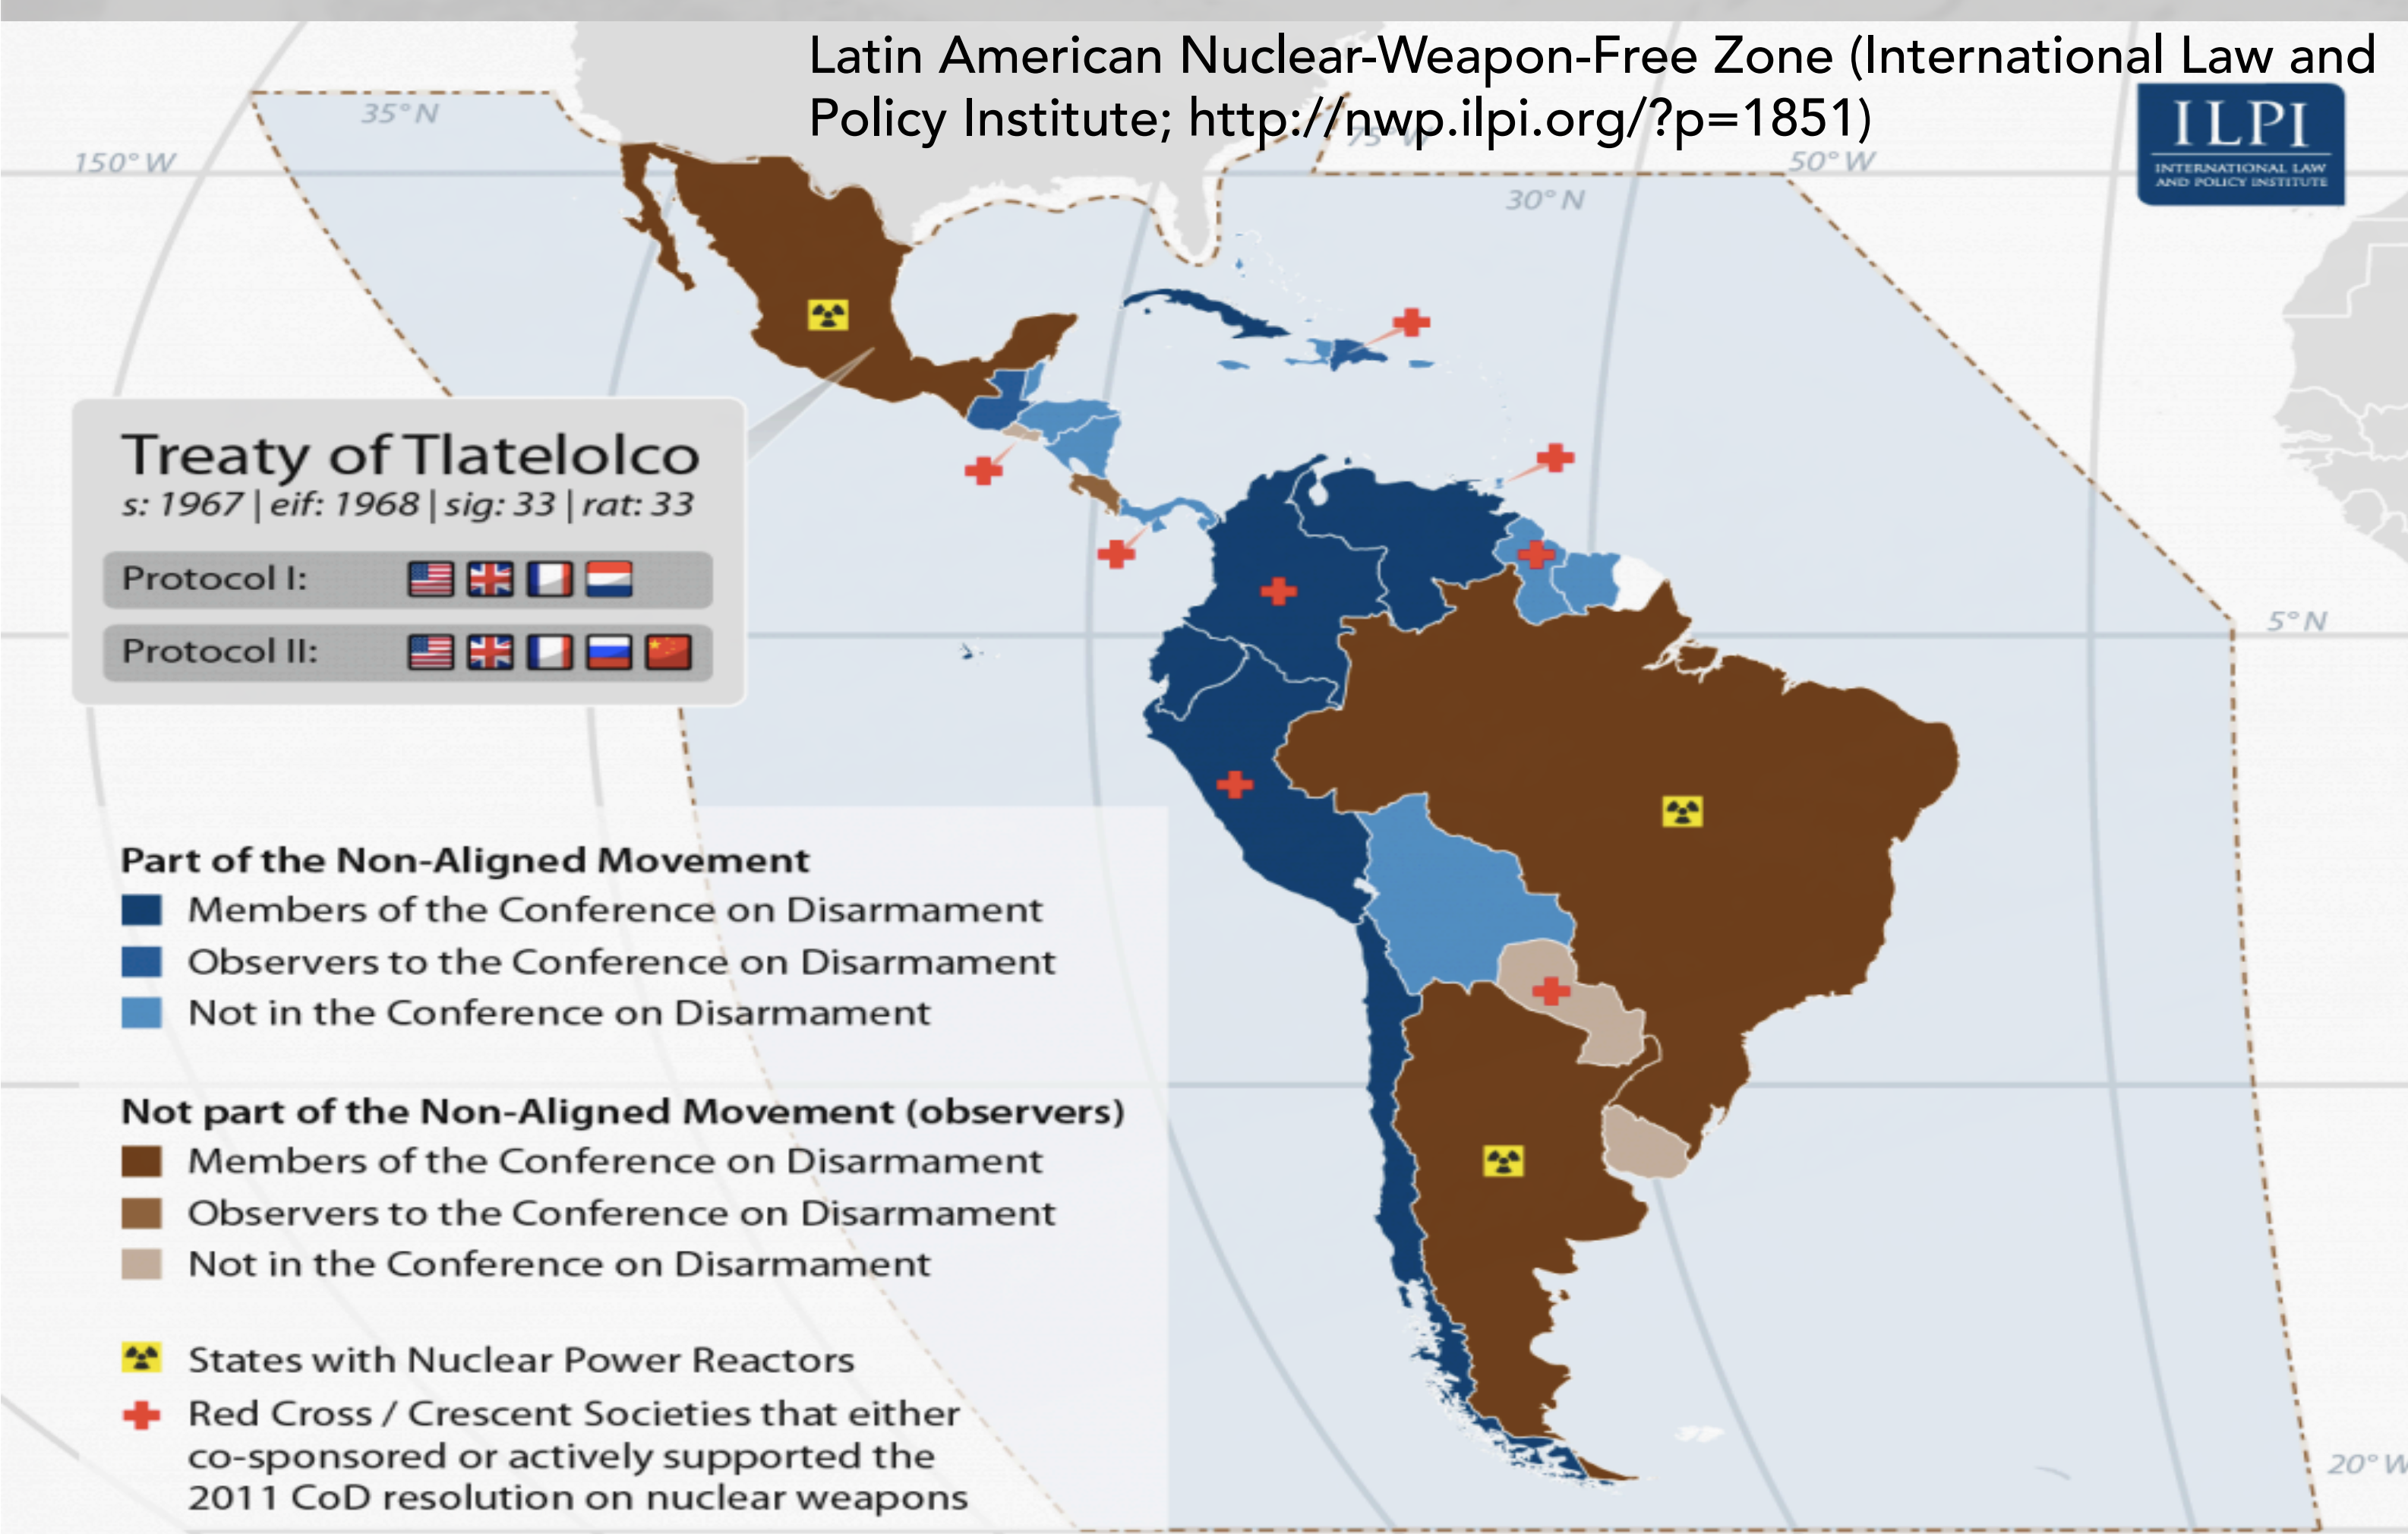 Latin American Nuclear-Weapon-Free Zone (International Law and
Policy Institute; http://nwp.ilpi.org/?p=1851)
ILPI
INTERNATIONAL LAW
AND POLICY INSTITUTE
35° N
75° W
150° W
50° W
30° N
Treaty of Tlatelolco
s: 1967 | eif: 1968 | sig: 33 | rat: 33
Protocol I:
Protocol II:
5° N
Part of the Non-Aligned Movement
Members of the Conference on Disarmament
Observers to the Conference on Disarmament
Not in the Conference on Disarmament
Not part of the Non-Aligned Movement (observers)
Members of the Conference on Disarmament
Observers to the Conference on Disarmament
Not in the Conference on Disarmament
States with Nuclear Power Reactors
Red Cross / Crescent Societies that either
co-sponsored or actively supported the
2011 CoD resolution on nuclear weapons
20° W